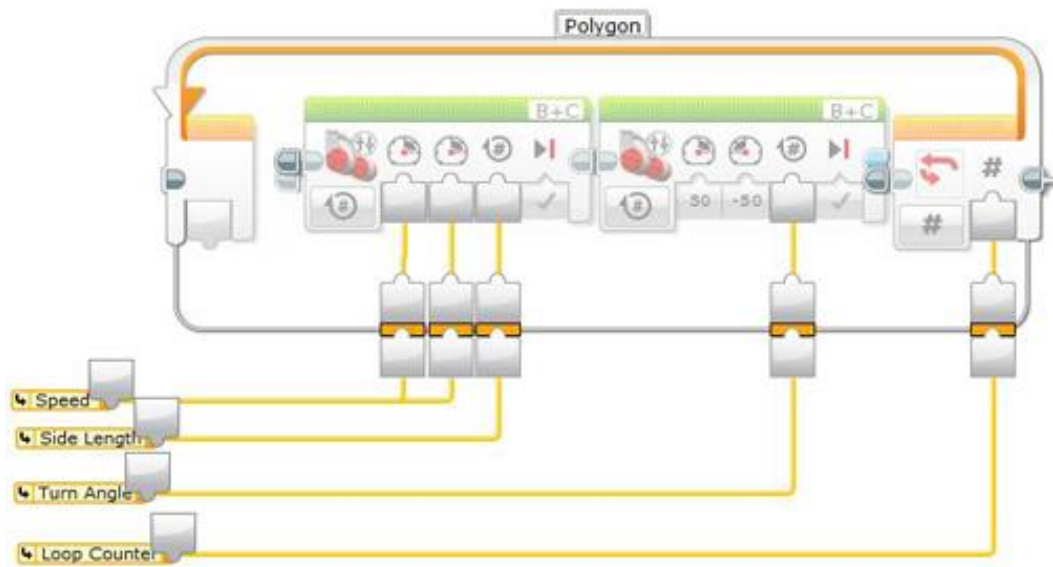 Polygon
B+C
B+C
#
#
50 -50
#
#
#
#
Speed
Side Length
Turn Angle
Loop Counter